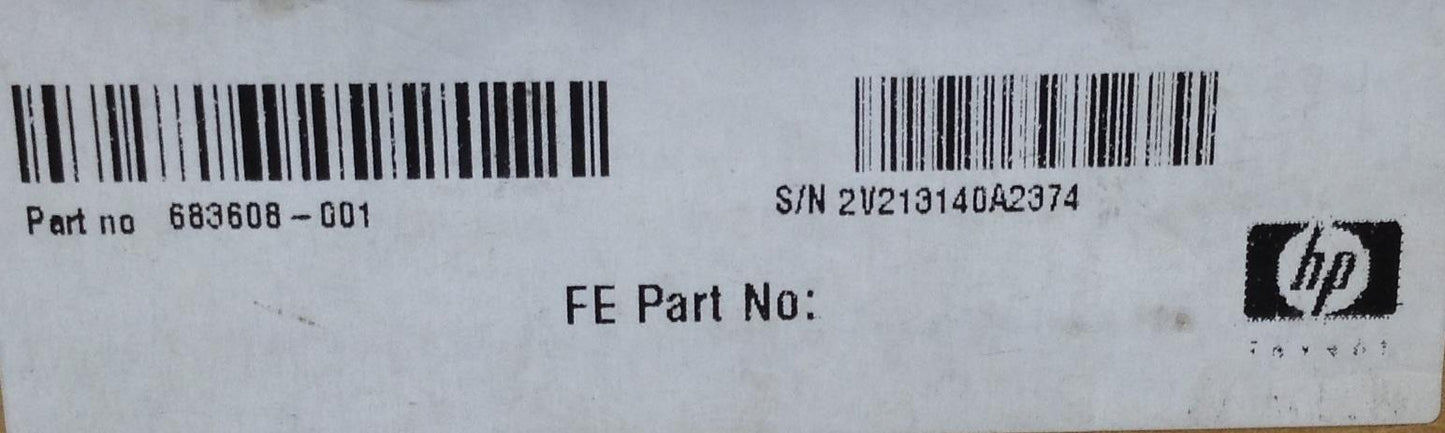 Part no 683608-001
S/N 2V213140A2374
FE Part No:
hp